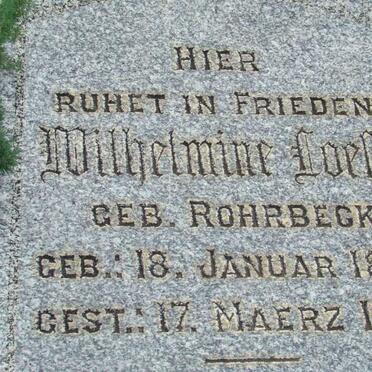 HIER
RUHET IN FRIEDEN
Wilhelmine
GEB. ROHRBECK
GEB.: 18. JANUAR
GEST.: 17. MAERZ